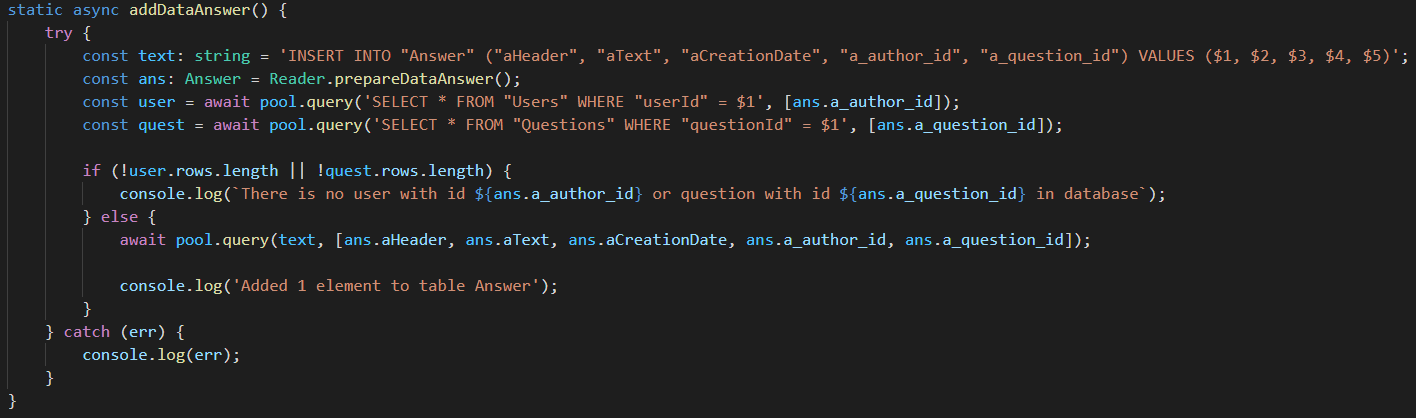 static async addDataAnswer() {
    try {
        const text: string = 'INSERT INTO "Answer" ("aHeader", "aText", "aCreationDate", "a_author_id", "a_question_id") VALUES ($1, $2, $3, $4, $5)';
        const ans: Answer = Reader.prepareDataAnswer();
        const user = await pool.query('SELECT * FROM "Users" WHERE "userId" = $1', [ans.a_author_id]);
        const quest = await pool.query('SELECT * FROM "Questions" WHERE "questionId" = $1', [ans.a_question_id]);

        if (!user.rows.length || !quest.rows.length) {
            console.log(`There is no user with id ${ans.a_author_id} or question with id ${ans.a_question_id} in database`);
        } else {
            await pool.query(text, [ans.aHeader, ans.aText, ans.aCreationDate, ans.a_author_id, ans.a_question_id]);

            console.log('Added 1 element to table Answer');
        }
    } catch (err) {
        console.log(err);
    }
}